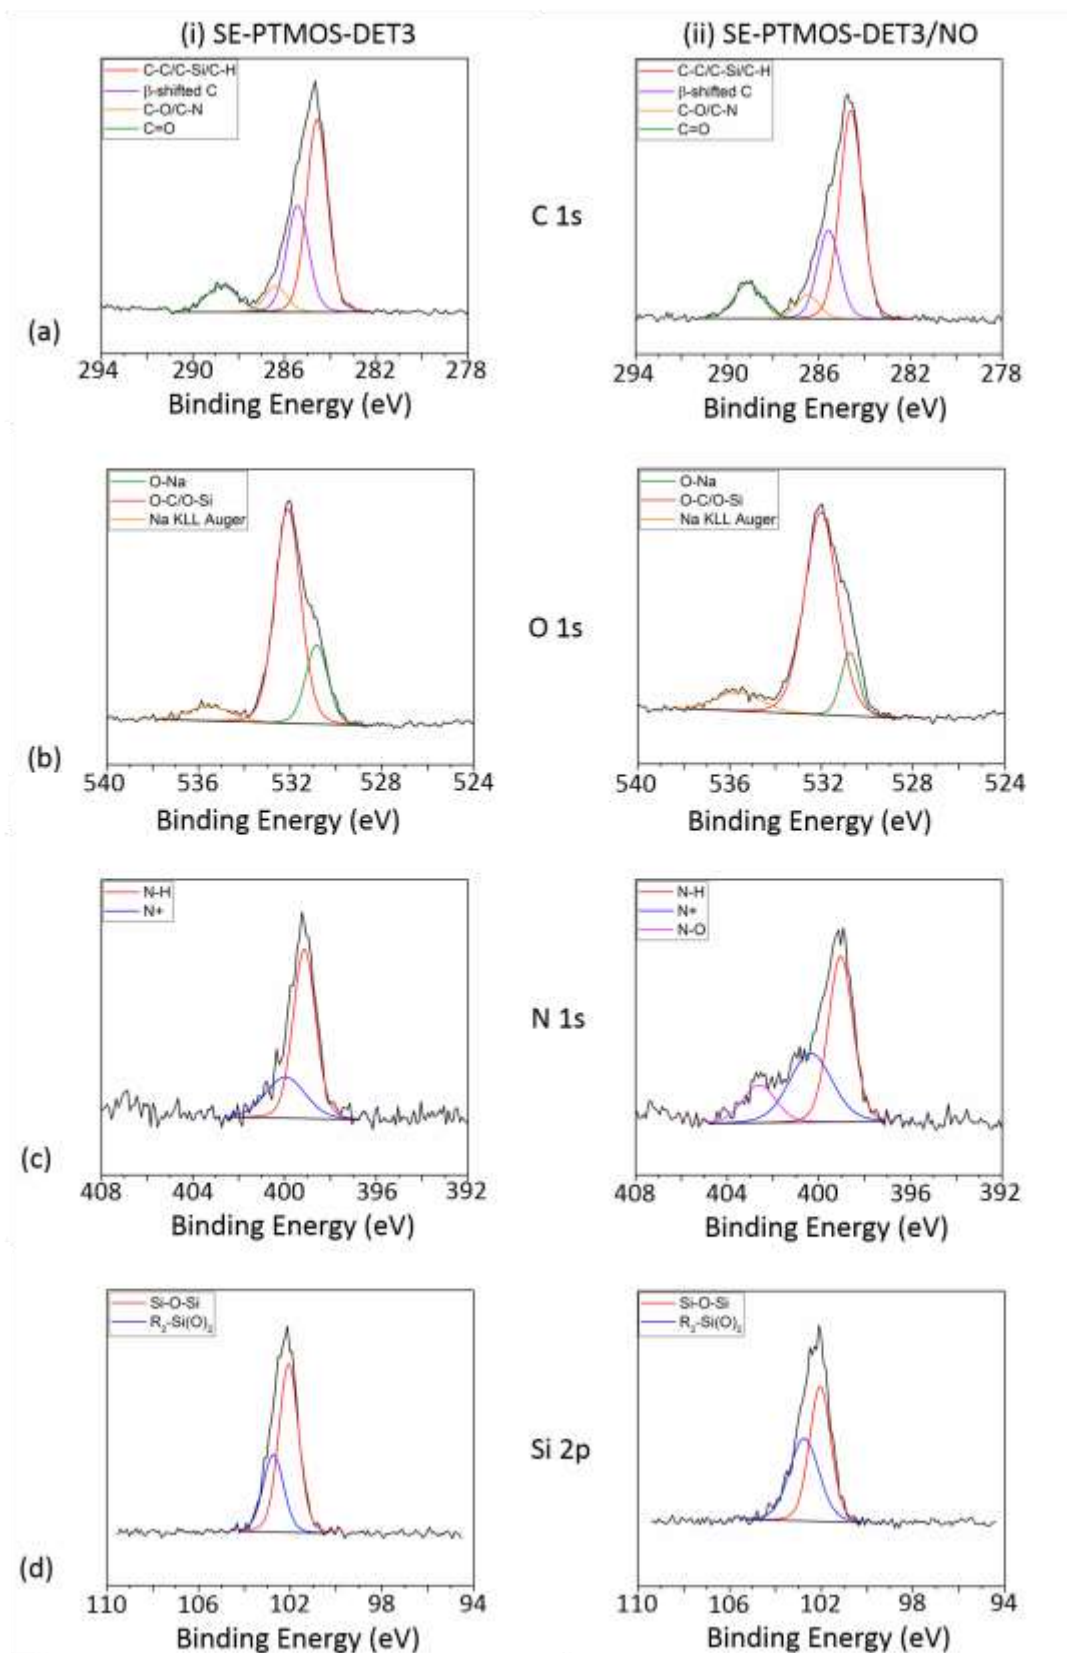 (i) SE-PTMOS-DET3
(ii) SE-PTMOS-DET3/NO
C-C/C-Si/C-H
β-shifted C
C-O/C-N
C=O
C-C/C-Si/C-H
β-shifted C
C-O/C-N
C=O
C 1s
(a)
294 290 286 282 278
Binding Energy (eV)
294 290 286 282 278
Binding Energy (eV)
O-Na
O-C/O-Si
Na KLL Auger
O-Na
O-C/O-Si
Na KLL Auger
O 1s
(b)
540 536 532 528 524
Binding Energy (eV)
540 536 532 528 524
Binding Energy (eV)
N-H
N+
N-H
N+
N-O
N 1s
(c)
408 404 400 396 392
Binding Energy (eV)
408 404 400 396 392
Binding Energy (eV)
Si-O-Si
R₂-Si(O)₂
Si-O-Si
R₂-Si(O)₂
Si 2p
(d)
110 106 102 98 94
Binding Energy (eV)
110 106 102 98 94
Binding Energy (eV)